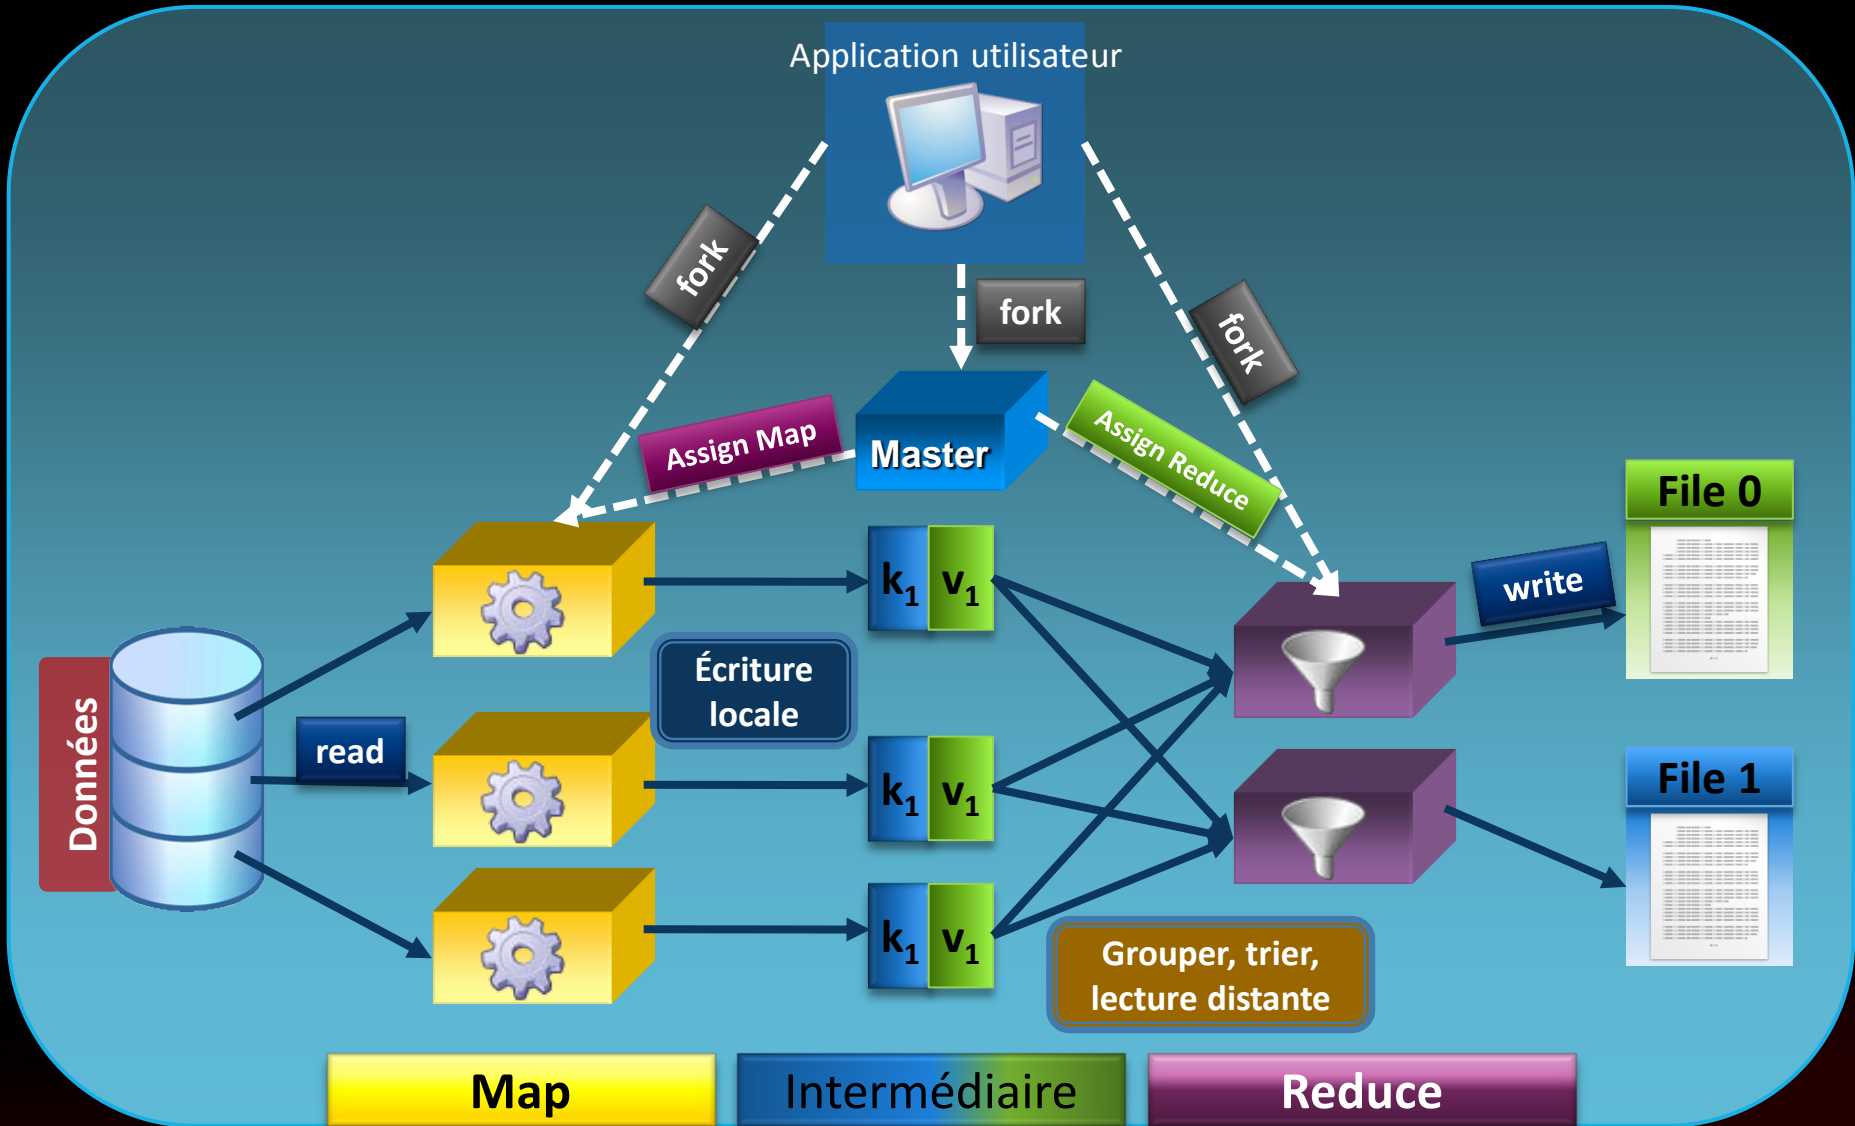 Application utilisateur
fork
fork
fork
Assign Map
Master
Assign Reduce
File 0
write
k1 v1
Écriture
locale
Données
read
k1 v1
File 1
k1 v1
Grouper, trier,
lecture distante
Map
Intermédiaire
Reduce